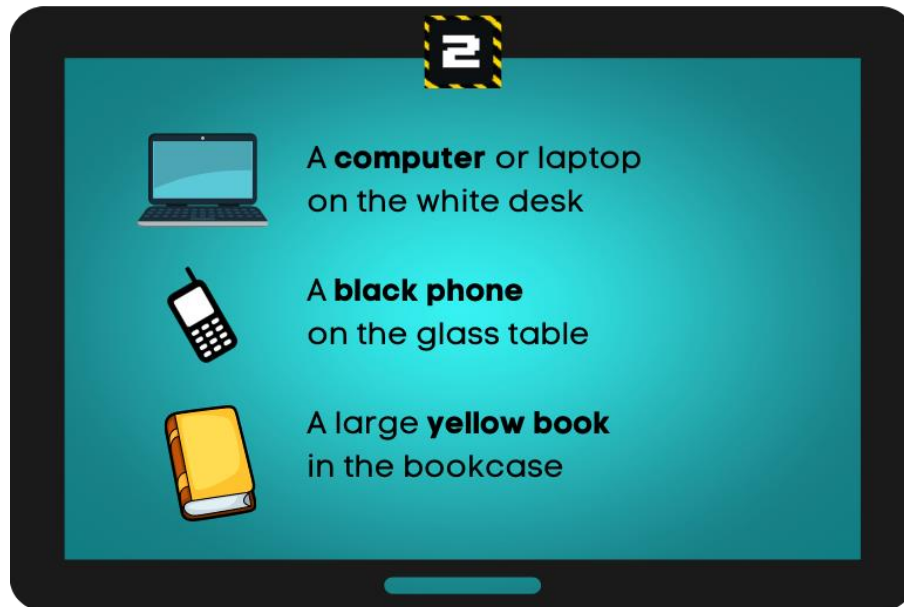 2
A computer or laptop
on the white desk
A black phone
on the glass table
A large yellow book
in the bookcase